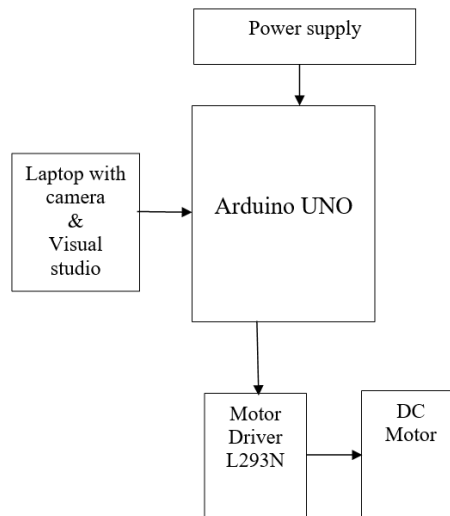 Power supply
Laptop with
camera
&
Visual
studio
Arduino UNO
Motor
Driver
L293N
DC
Motor